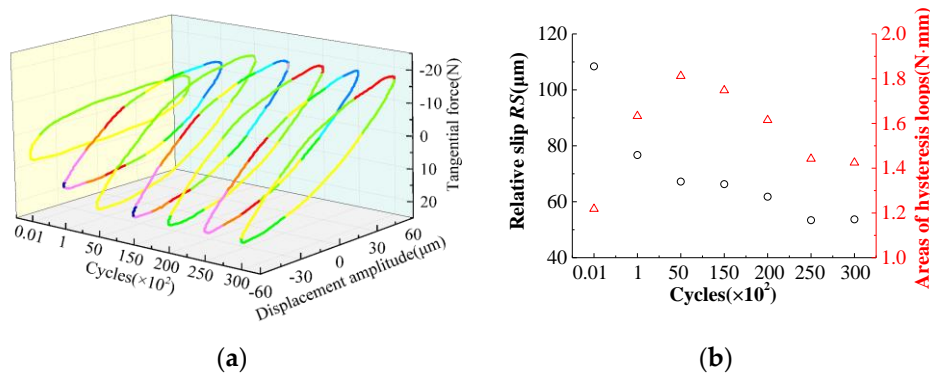 -20
-10
0
10
20
Tangential force(N)
0.01 1 50 150 200 250 300
Cycles(×10²)
-60 -30 0 30 60
Displacement amplitude(μm)
(a)
120
100
80
60
40
Relative slip RS(μm)
2.0
1.8
1.6
1.4
1.2
1.0
Areas of hysteresis loops(N·mm)
0.01 1 50 150 200 250 300
Cycles(×10²)
(b)